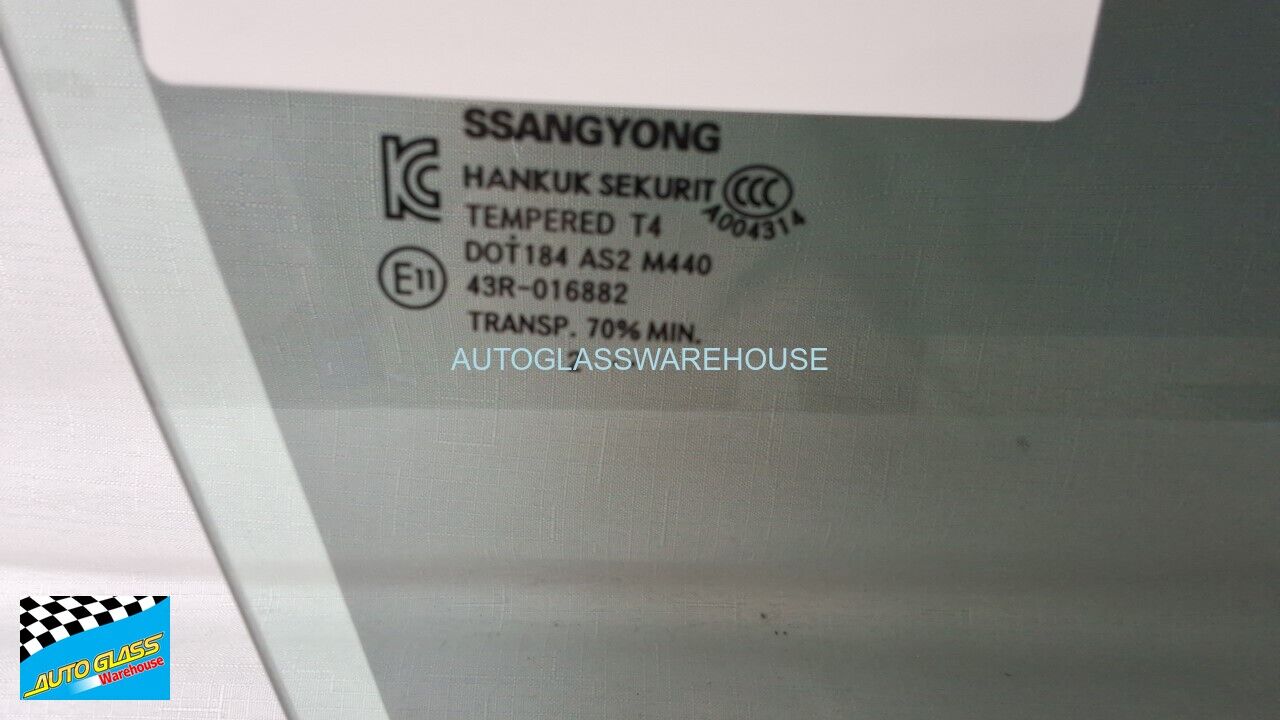 SSANGYONG
KC
HANKUK SEKURIT
CCC
A004314
TEMPERED T4
DOT184 AS2 M440
E11
43R-016882
TRANSP. 70% MIN.
AUTOGLASSWAREHOUSE
AUTO GLASS
Warehouse